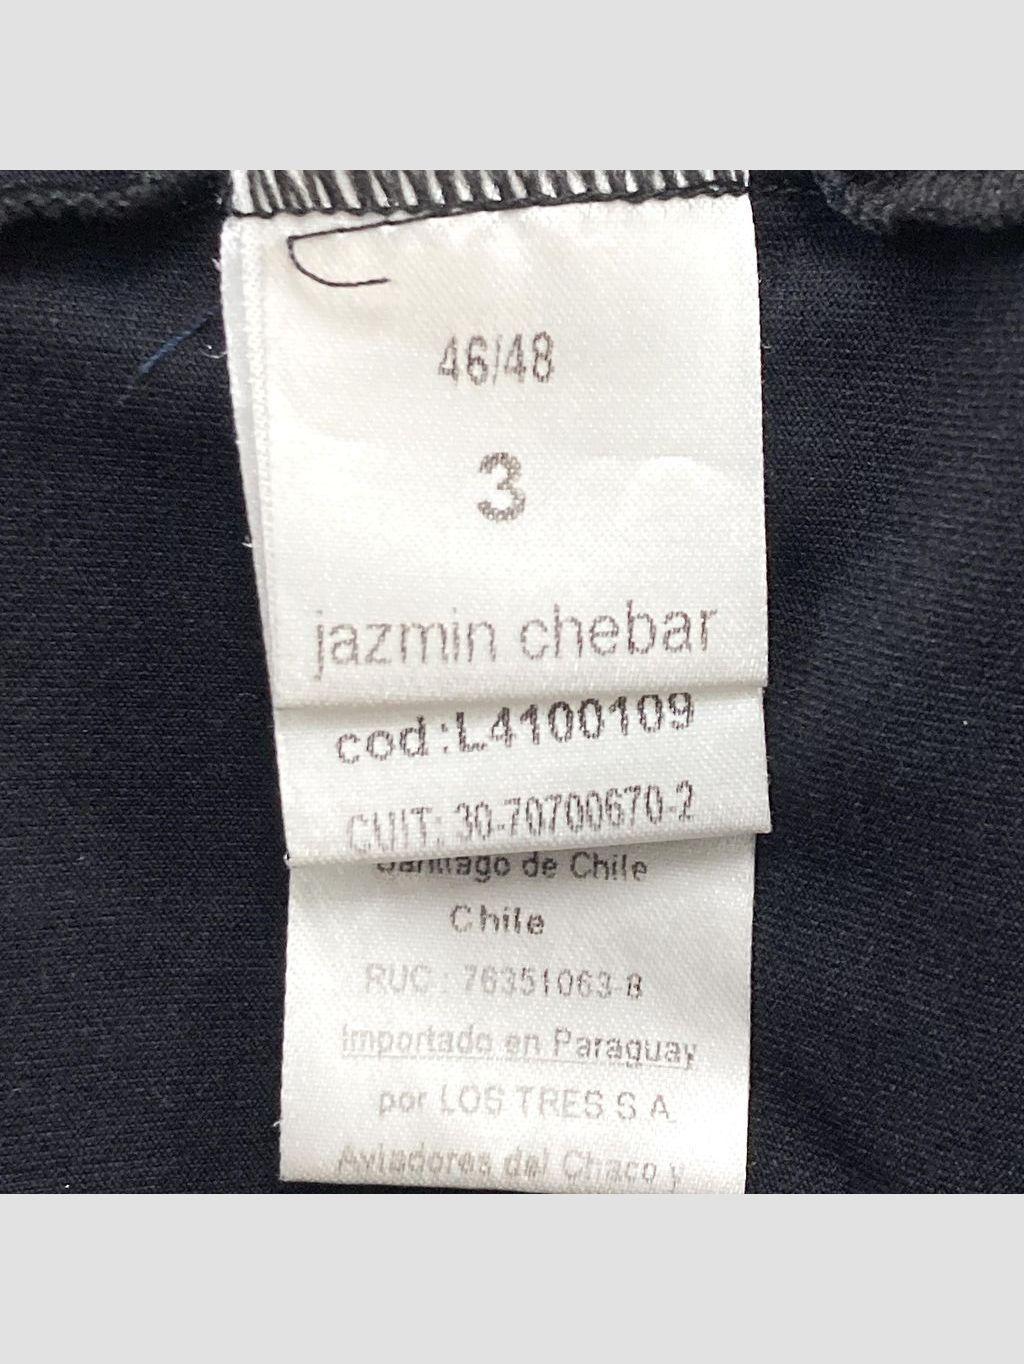 46/48
3
jazmin chebar
cod:L4100109
CUIT: 30-70700670-2
Santiago de Chile
Chile
RUC : 76351063-8
Importado en Paraguay
por LOS TRES S A
Aviadores del Chaco y